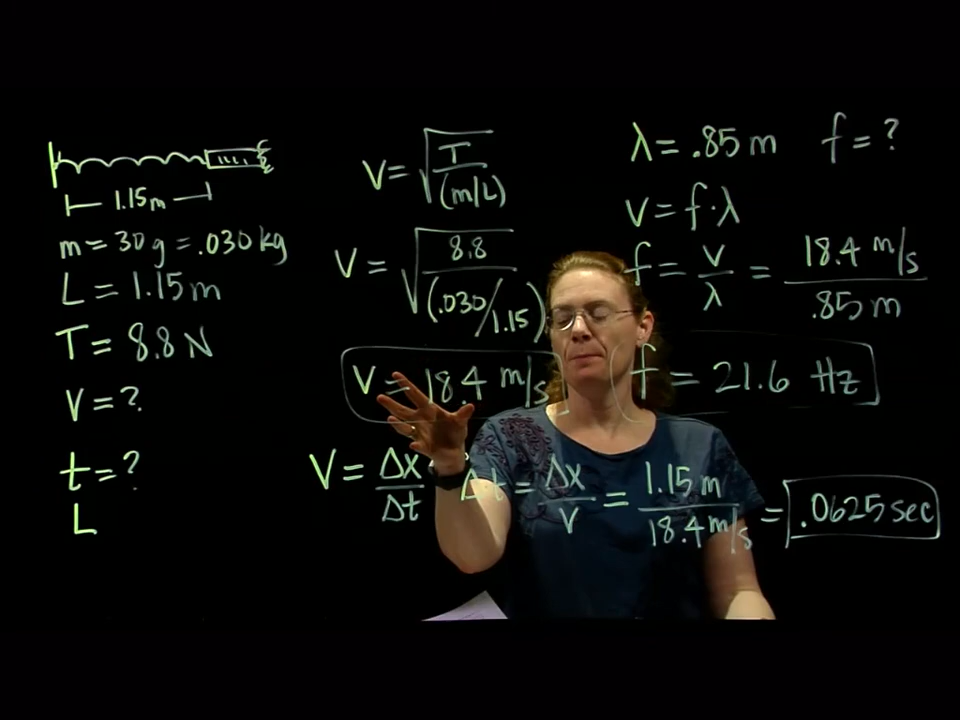 1.15m
m = 30 g = .030 kg
L = 1.15 m
T = 8.8 N
V = ?
t = ?
L
V = √(T/(m/L))
V = √(8.8/(.030/1.15))
V = 18.4 m/s
V = Δx/Δt
Δt = Δx/V = 1.15 m/18.4 m/s = .0625 sec
λ = .85 m f = ?
V = f·λ
f = V/λ = 18.4 m/s/.85 m
f = 21.6 Hz